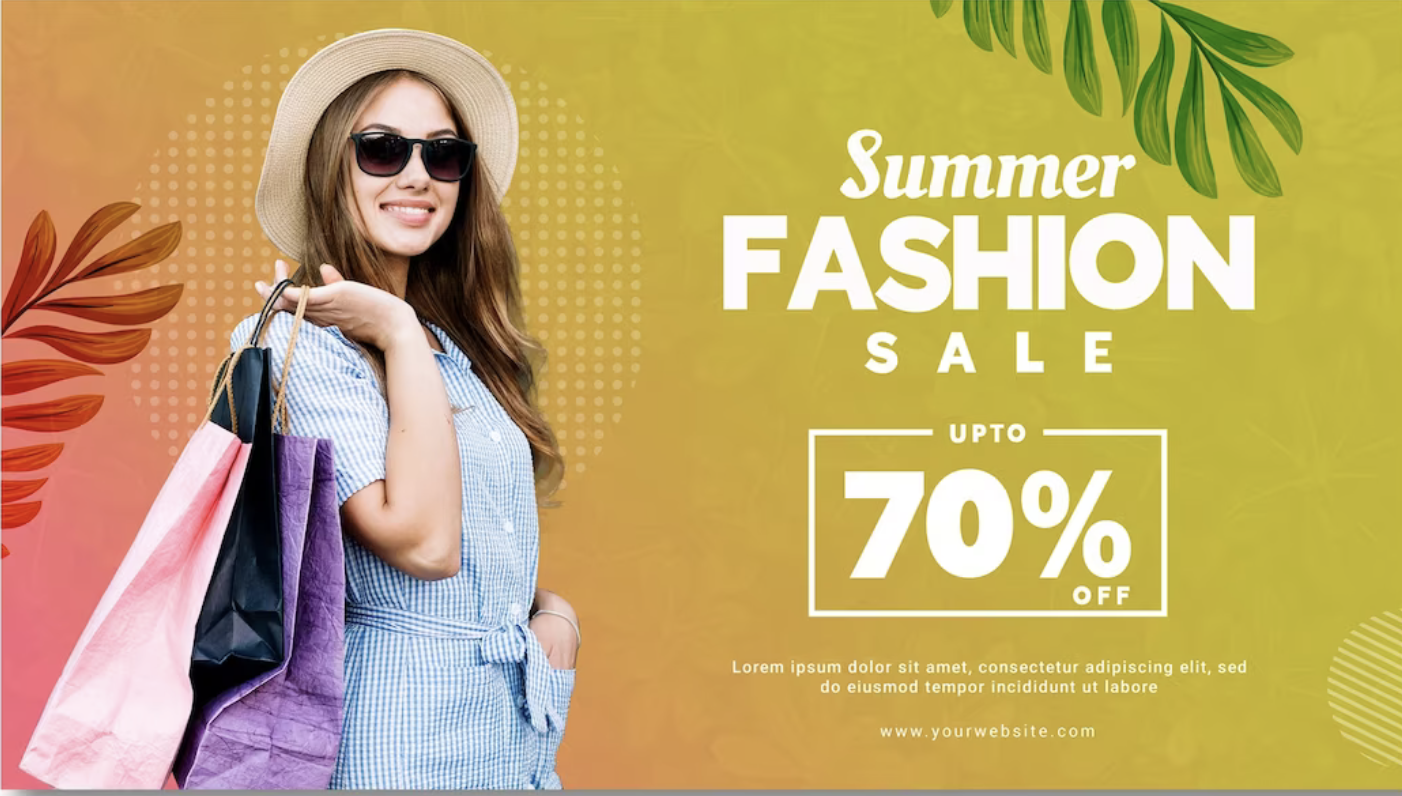 Summer
FASHION
SALE
UPTO
70%
OFF
Lorem ipsum dolor sit amet, consectetur adipiscing elit, sed
do eiusmod tempor incididunt ut labore
www.yourwebsite.com